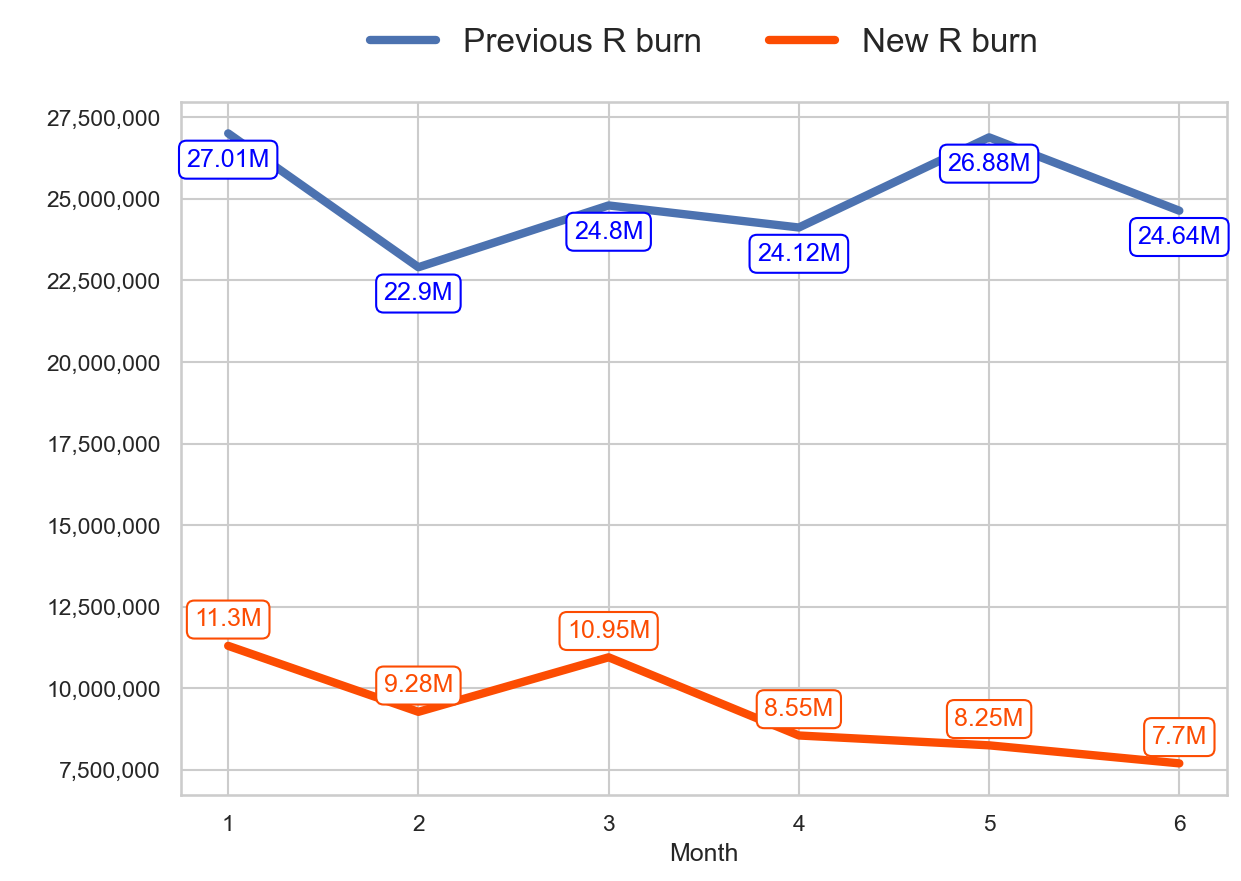 Previous R burn New R burn
27,500,000
27.01M
26.88M
25,000,000
24.8M
24.12M
24.64M
22,500,000
22.9M
20,000,000
17,500,000
15,000,000
12,500,000
11.3M
10.95M
10,000,000
9.28M
8.55M
8.25M
7.7M
7,500,000
1 2 3 4 5 6
Month